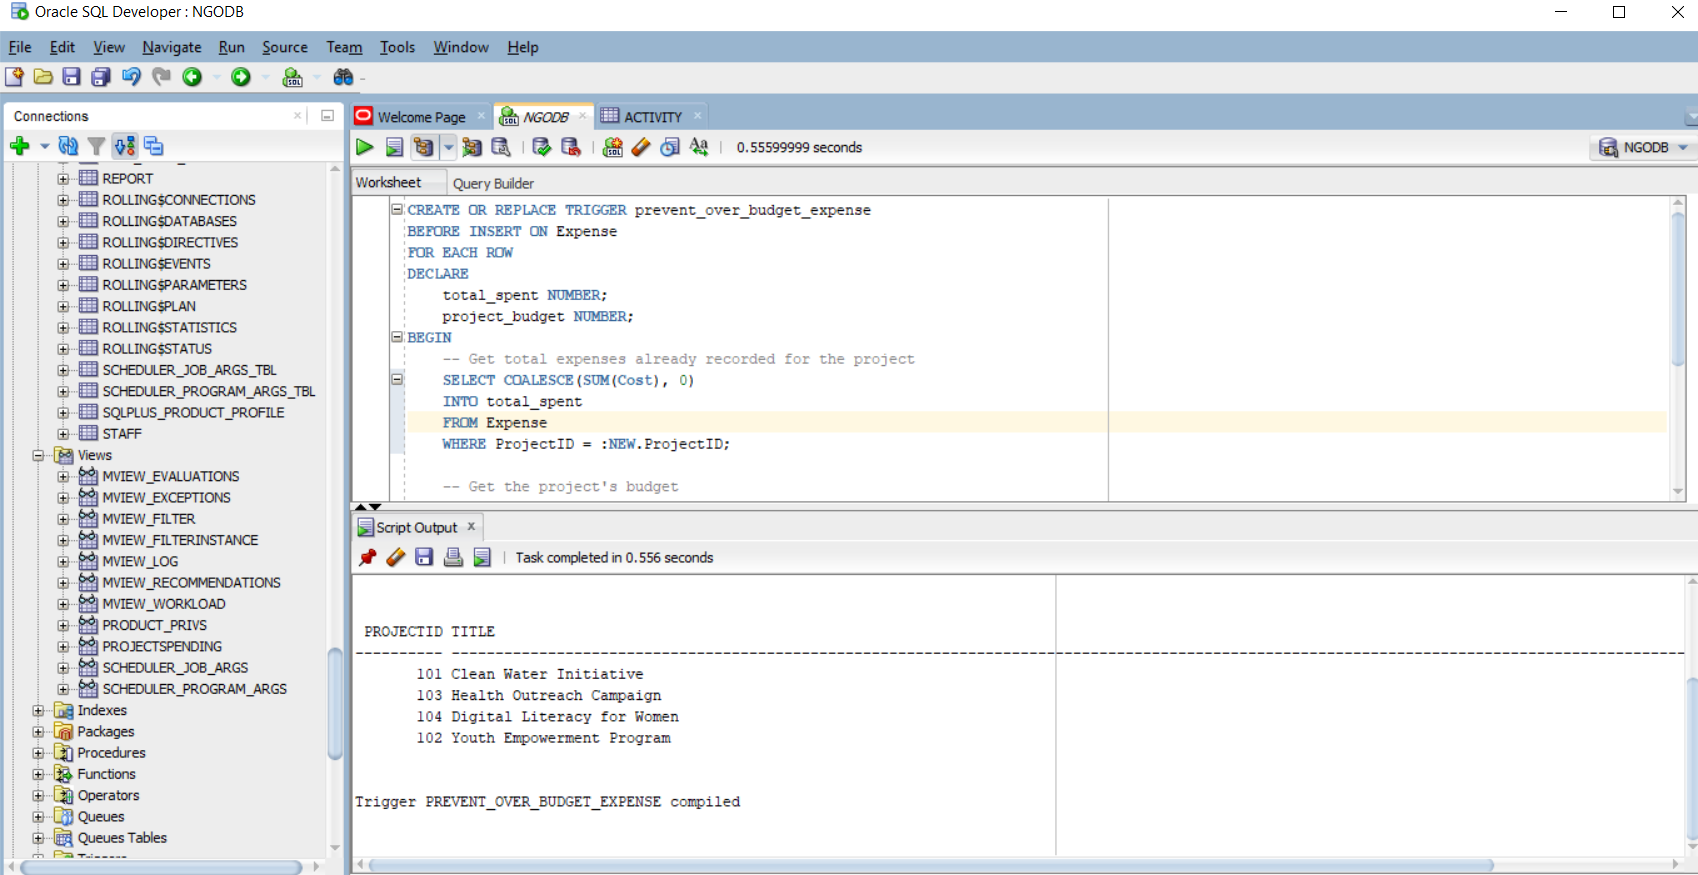 Oracle SQL Developer : NGODB
File Edit View Navigate Run Source Team Tools Window Help
Connections
REPORT
ROLLING$CONNECTIONS
ROLLING$DATABASES
ROLLING$DIRECTIVES
ROLLING$EVENTS
ROLLING$PARAMETERS
ROLLING$PLAN
ROLLING$STATISTICS
ROLLING$STATUS
SCHEDULER_JOB_ARGS_TBL
SCHEDULER_PROGRAM_ARGS_TBL
SQLPLUS_PRODUCT_PROFILE
STAFF
Views
MVIEW_EVALUATIONS
MVIEW_EXCEPTIONS
MVIEW_FILTER
MVIEW_FILTERINSTANCE
MVIEW_LOG
MVIEW_RECOMMENDATIONS
MVIEW_WORKLOAD
PRODUCT_PRIVS
PROJECTSPENDING
SCHEDULER_JOB_ARGS
SCHEDULER_PROGRAM_ARGS
Indexes
Packages
Procedures
Functions
Operators
Queues
Queues Tables
Welcome Page NGODB ACTIVITY
0.55599999 seconds
NGODB
Worksheet Query Builder
CREATE OR REPLACE TRIGGER prevent_over_budget_expense
BEFORE INSERT ON Expense
FOR EACH ROW
DECLARE
total_spent NUMBER;
project_budget NUMBER;
BEGIN
-- Get total expenses already recorded for the project
SELECT COALESCE(SUM(Cost), 0)
INTO total_spent
FROM Expense
WHERE ProjectID = :NEW.ProjectID;
-- Get the project's budget
Script Output
Task completed in 0.556 seconds
PROJECTID TITLE
101 Clean Water Initiative
103 Health Outreach Campaign
104 Digital Literacy for Women
102 Youth Empowerment Program
Trigger PREVENT_OVER_BUDGET_EXPENSE compiled